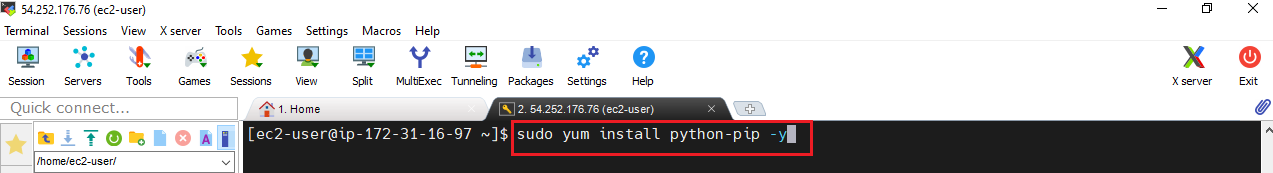 54.252.176.76 (ec2-user)
Terminal Sessions View X server Tools Games Settings Macros Help
Session Servers Tools Games Sessions View Split MultiExec Tunneling Packages Settings Help X server Exit
Quick connect... 1. Home 2. 54.252.176.76 (ec2-user)
[ec2-user@ip-172-31-16-97 ~]$ sudo yum install python-pip -y
/home/ec2-user/